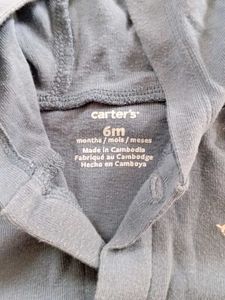 carter's
6m
months / mois / meses
Made in Cambodia
Fabriqué au Cambodge
Hecho en Camboya